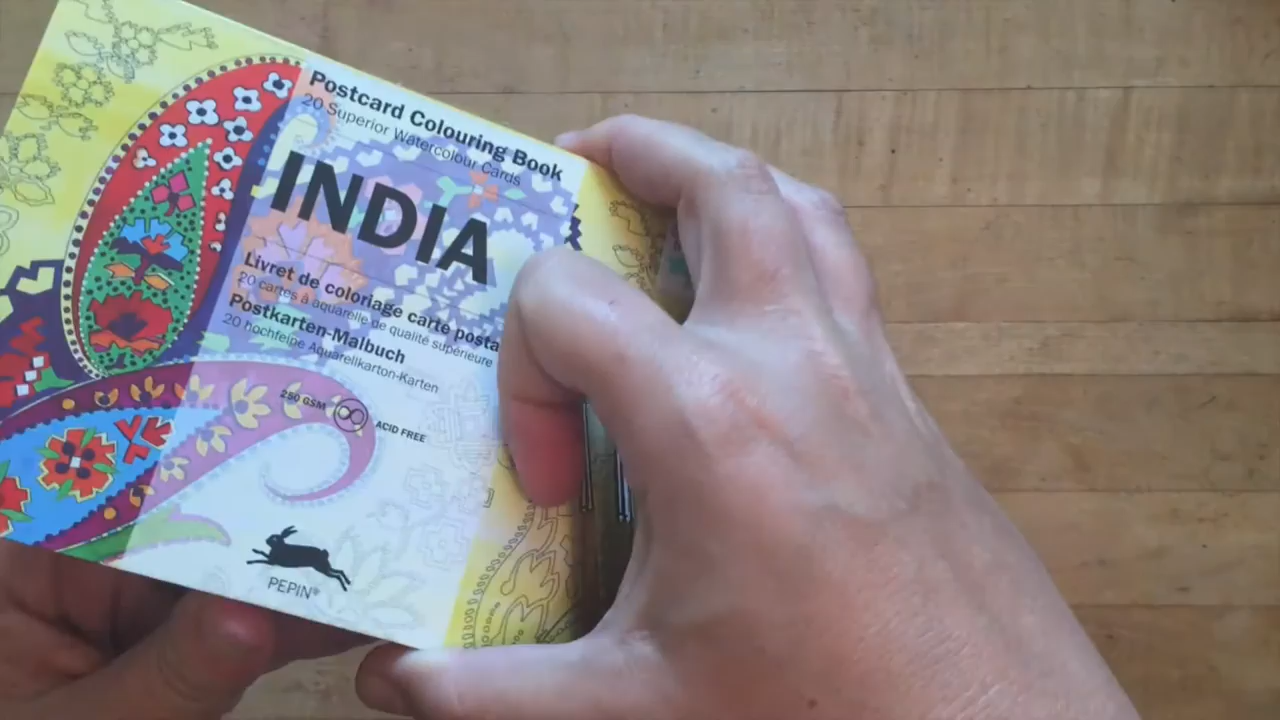 Postcard Colouring Book
20 Superior Watercolour Cards
INDIA
Livret de coloriage carte posta
20 cartes à aquarelle de qualité supérieure
Postkarten-Malbuch
20 hochfeine Aquarellkarton-Karten
250 GSM
ACID FREE
PEPIN®